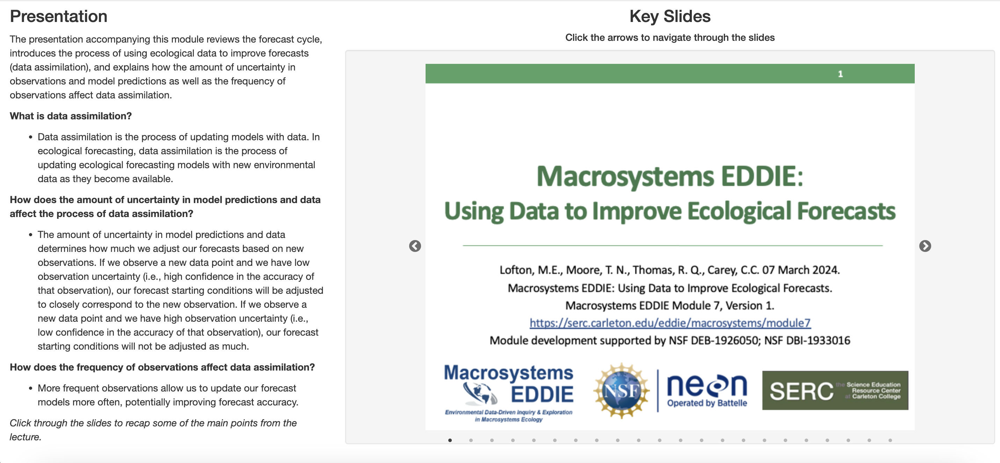 Presentation
The presentation accompanying this module reviews the forecast cycle,
introduces the process of using ecological data to improve forecasts
(data assimilation), and explains how the amount of uncertainty in
observations and model predictions as well as the frequency of
observations affect data assimilation.
What is data assimilation?
• Data assimilation is the process of updating models with data. In
ecological forecasting, data assimilation is the process of
updating ecological forecasting models with new environmental
data as they become available.
How does the amount of uncertainty in model predictions and data
affect the process of data assimilation?
• The amount of uncertainty in model predictions and data
determines how much we adjust our forecasts based on new
observations. If we observe a new data point and we have low
observation uncertainty (i.e., high confidence in the accuracy of
that observation), our forecast starting conditions will be adjusted
to closely correspond to the new observation. If we observe a
new data point and we have high observation uncertainty (i.e.,
low confidence in the accuracy of that observation), our forecast
starting conditions will not be adjusted as much.
How does the frequency of observations affect data assimilation?
• More frequent observations allow us to update our forecast
models more often, potentially improving forecast accuracy.
Click through the slides to recap some of the main points from the
lecture.
Key Slides
Click the arrows to navigate through the slides
1
Macrosystems EDDIE:
Using Data to Improve Ecological Forecasts
Lofton, M.E., Moore, T. N., Thomas, R. Q., Carey, C.C. 07 March 2024.
Macrosystems EDDIE: Using Data to Improve Ecological Forecasts.
Macrosystems EDDIE Module 7, Version 1.
https://serc.carleton.edu/eddie/macrosystems/module7
Module development supported by NSF DEB-1926050; NSF DBI-1933016
Macrosystems
EDDIE
Environmental Data-Driven Inquiry & Exploration
in Macrosystems Ecology
NSF
neon
Operated by Battelle
SERC
the Science Education
Resource Center
at Carleton College